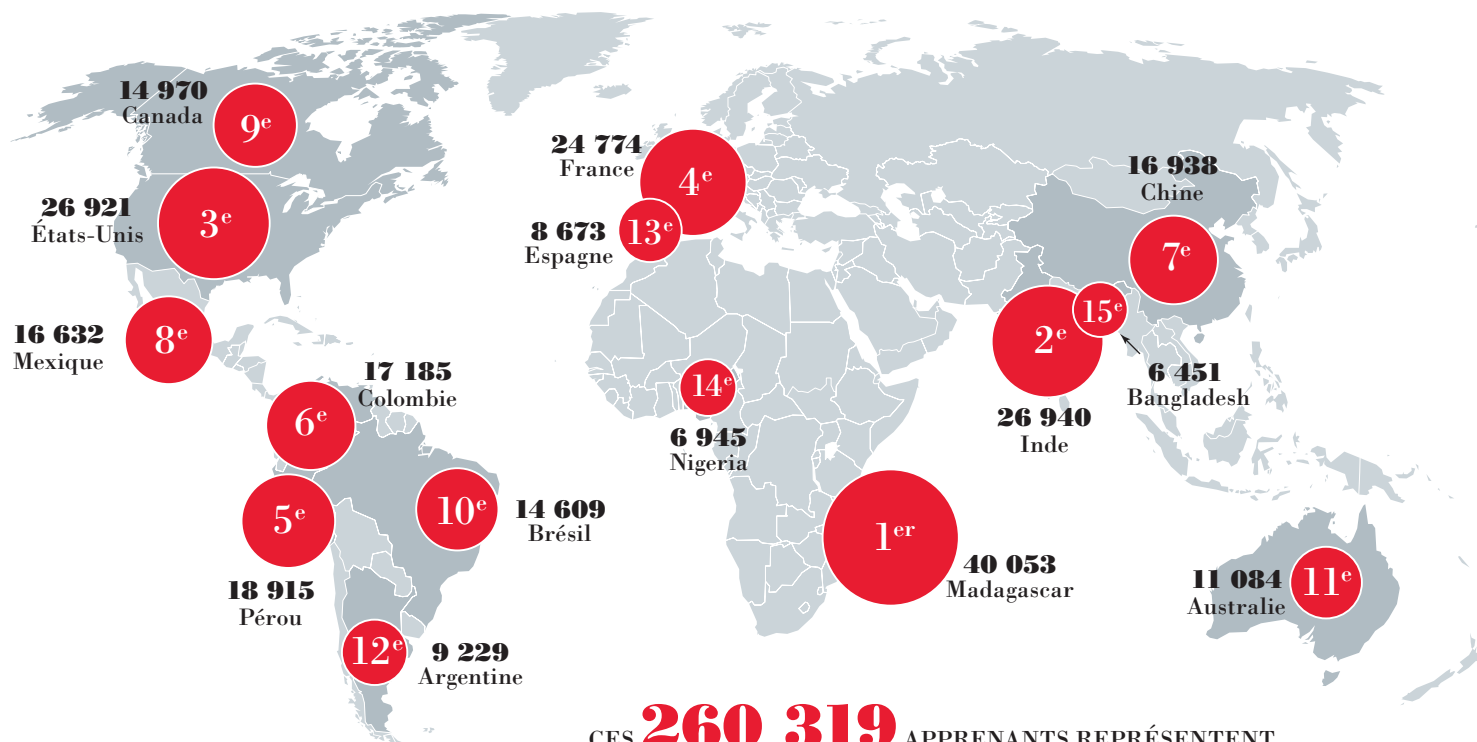 14 970
Canada
9e
26 921
États-Unis
3e
16 632
Mexique
8e
17 185
Colombie
6e
5e
18 915
Pérou
10e
14 609
Brésil
12e
9 229
Argentine
24 774
France
4e
8 673
Espagne
13e
14e
6 945
Nigeria
1er
40 053
Madagascar
16 938
Chine
7e
2e
26 940
Inde
15e
6 451
Bangladesh
11 084
Australie
11e
CES 260 319 APPRENANTS REPRÉSENTENT